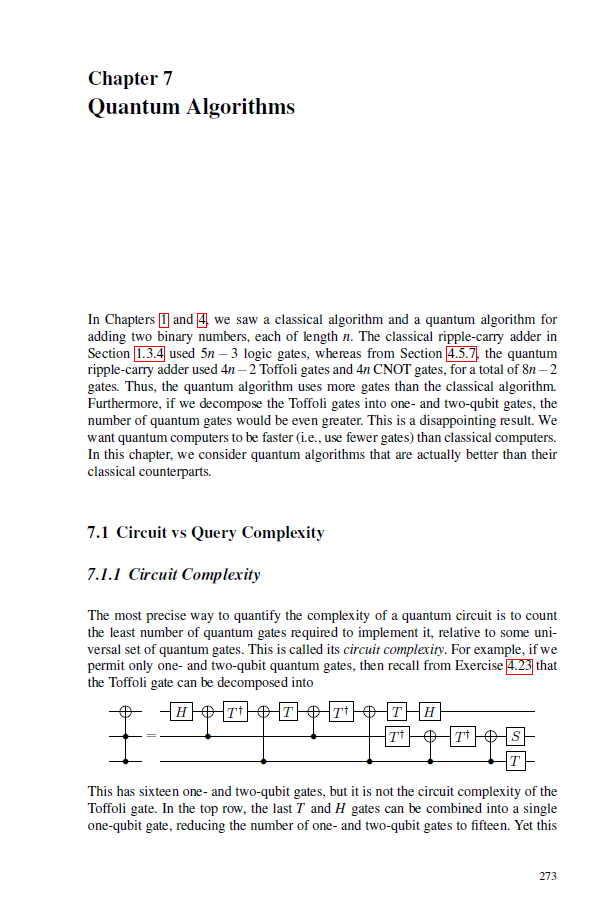 Chapter 7
Quantum Algorithms
In Chapters 1 and 4, we saw a classical algorithm and a quantum algorithm for
adding two binary numbers, each of length n. The classical ripple-carry adder in
Section 1.3.4 used 5n − 3 logic gates, whereas from Section 4.5.7, the quantum
ripple-carry adder used 4n − 2 Toffoli gates and 4n CNOT gates, for a total of 8n − 2
gates. Thus, the quantum algorithm uses more gates than the classical algorithm.
Furthermore, if we decompose the Toffoli gates into one- and two-qubit gates, the
number of quantum gates would be even greater. This is a disappointing result. We
want quantum computers to be faster (i.e., use fewer gates) than classical computers.
In this chapter, we consider quantum algorithms that are actually better than their
classical counterparts.
7.1 Circuit vs Query Complexity
7.1.1 Circuit Complexity
The most precise way to quantify the complexity of a quantum circuit is to count
the least number of quantum gates required to implement it, relative to some uni-
versal set of quantum gates. This is called its circuit complexity. For example, if we
permit only one- and two-qubit quantum gates, then recall from Exercise 4.23 that
the Toffoli gate can be decomposed into
H T† T T† T H
= T† T† S
T
This has sixteen one- and two-qubit gates, but it is not the circuit complexity of the
Toffoli gate. In the top row, the last T and H gates can be combined into a single
one-qubit gate, reducing the number of one- and two-qubit gates to fifteen. Yet this
273